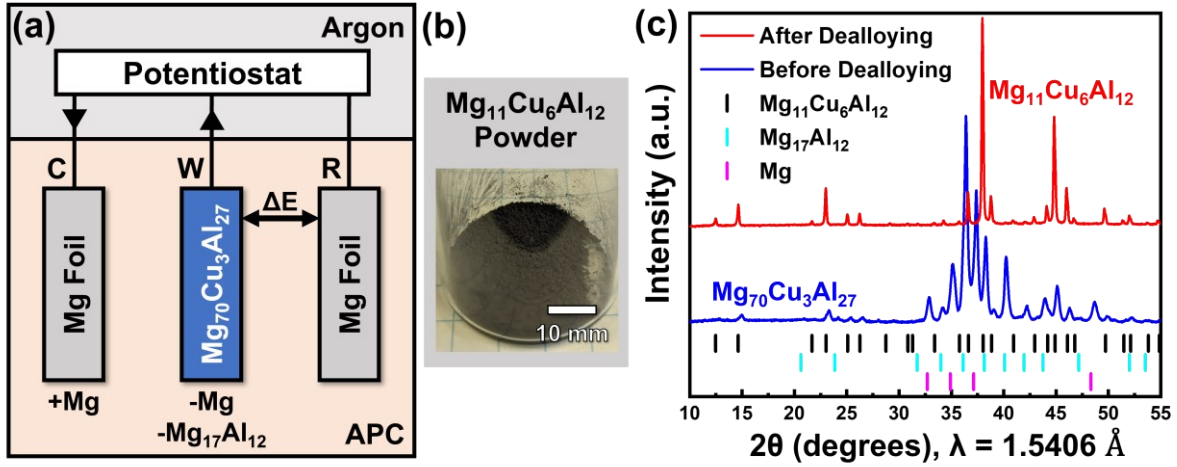 (a)
Argon
Potentiostat
C
W
R
ΔE
Mg Foil
Mg₇₀Cu₃Al₂₇
Mg Foil
+Mg
-Mg
-Mg₁₇Al₁₂
APC
(b)
Mg₁₁Cu₆Al₁₂
Powder
10 mm
(c)
After Dealloying
Before Dealloying
Mg₁₁Cu₆Al₁₂
Mg₁₇Al₁₂
Mg
Mg₁₁Cu₆Al₁₂
Mg₇₀Cu₃Al₂₇
Intensity (a.u.)
10 15 20 25 30 35 40 45 50 55
2θ (degrees), λ = 1.5406 Å